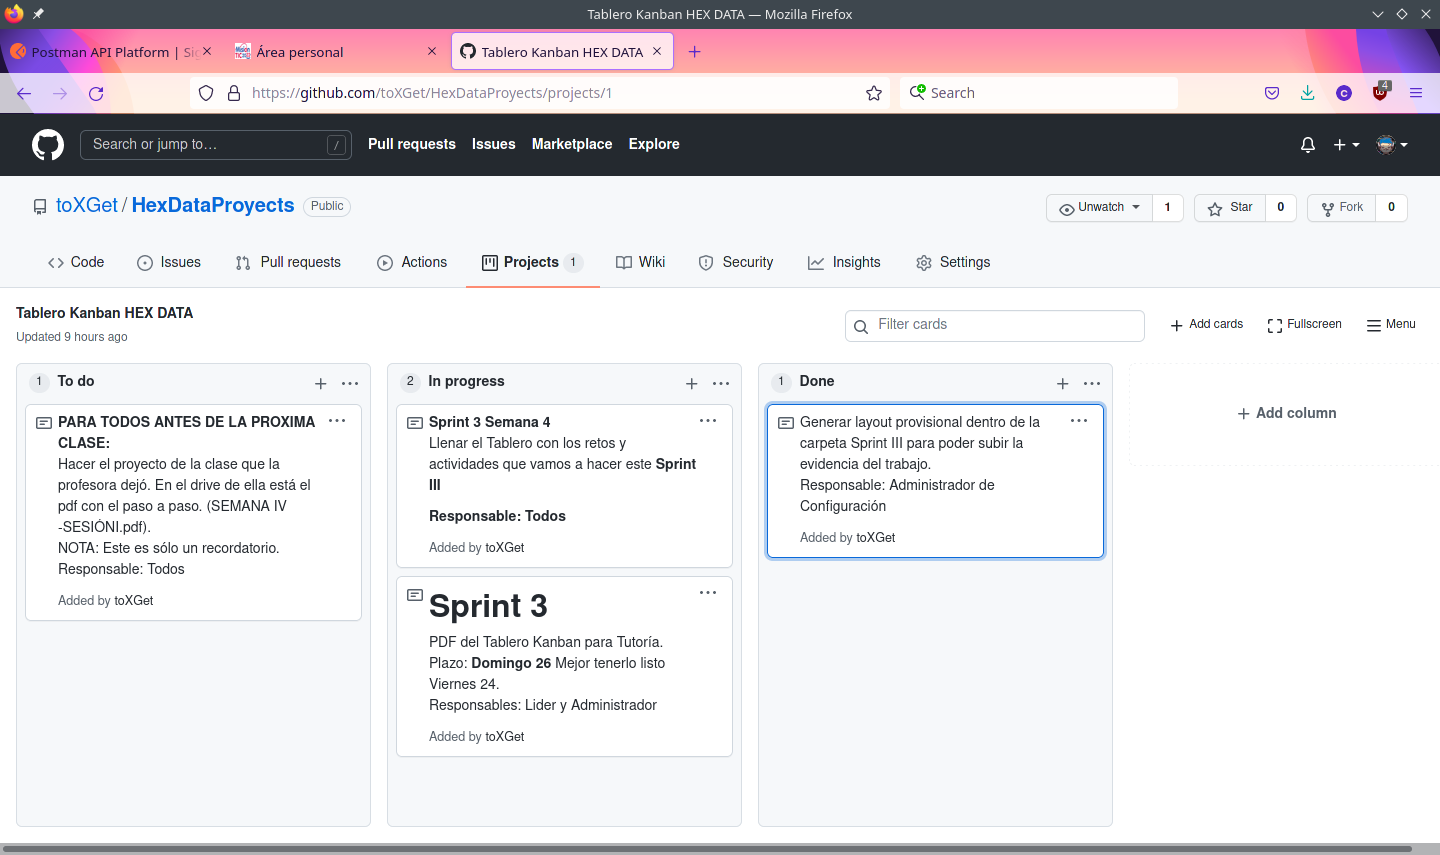 Tablero Kanban HEX DATA — Mozilla Firefox
Postman API Platform | Sig
Área personal
Tablero Kanban HEX DATA
https://github.com/toXGet/HexDataProyects/projects/1
Search
4
Search or jump to…
/
Pull requests
Issues
Marketplace
Explore
toXGet / HexDataProyects
Public
Unwatch
1
Star
0
Fork
0
Code
Issues
Pull requests
Actions
Projects
1
Wiki
Security
Insights
Settings
Tablero Kanban HEX DATA
Updated 9 hours ago
Filter cards
Add cards
Fullscreen
Menu
1 To do
PARA TODOS ANTES DE LA PROXIMA
CLASE:
Hacer el proyecto de la clase que la
profesora dejó. En el drive de ella está el
pdf con el paso a paso. (SEMANA IV
-SESIÓNI.pdf).
NOTA: Este es sólo un recordatorio.
Responsable: Todos
Added by toXGet
2 In progress
Sprint 3 Semana 4
Llenar el Tablero con los retos y
actividades que vamos a hacer este Sprint
III
Responsable: Todos
Added by toXGet
Sprint 3
PDF del Tablero Kanban para Tutoría.
Plazo: Domingo 26 Mejor tenerlo listo
Viernes 24.
Responsables: Lider y Administrador
Added by toXGet
1 Done
Generar layout provisional dentro de la
carpeta Sprint III para poder subir la
evidencia del trabajo.
Responsable: Administrador de
Configuración
Added by toXGet
Add column